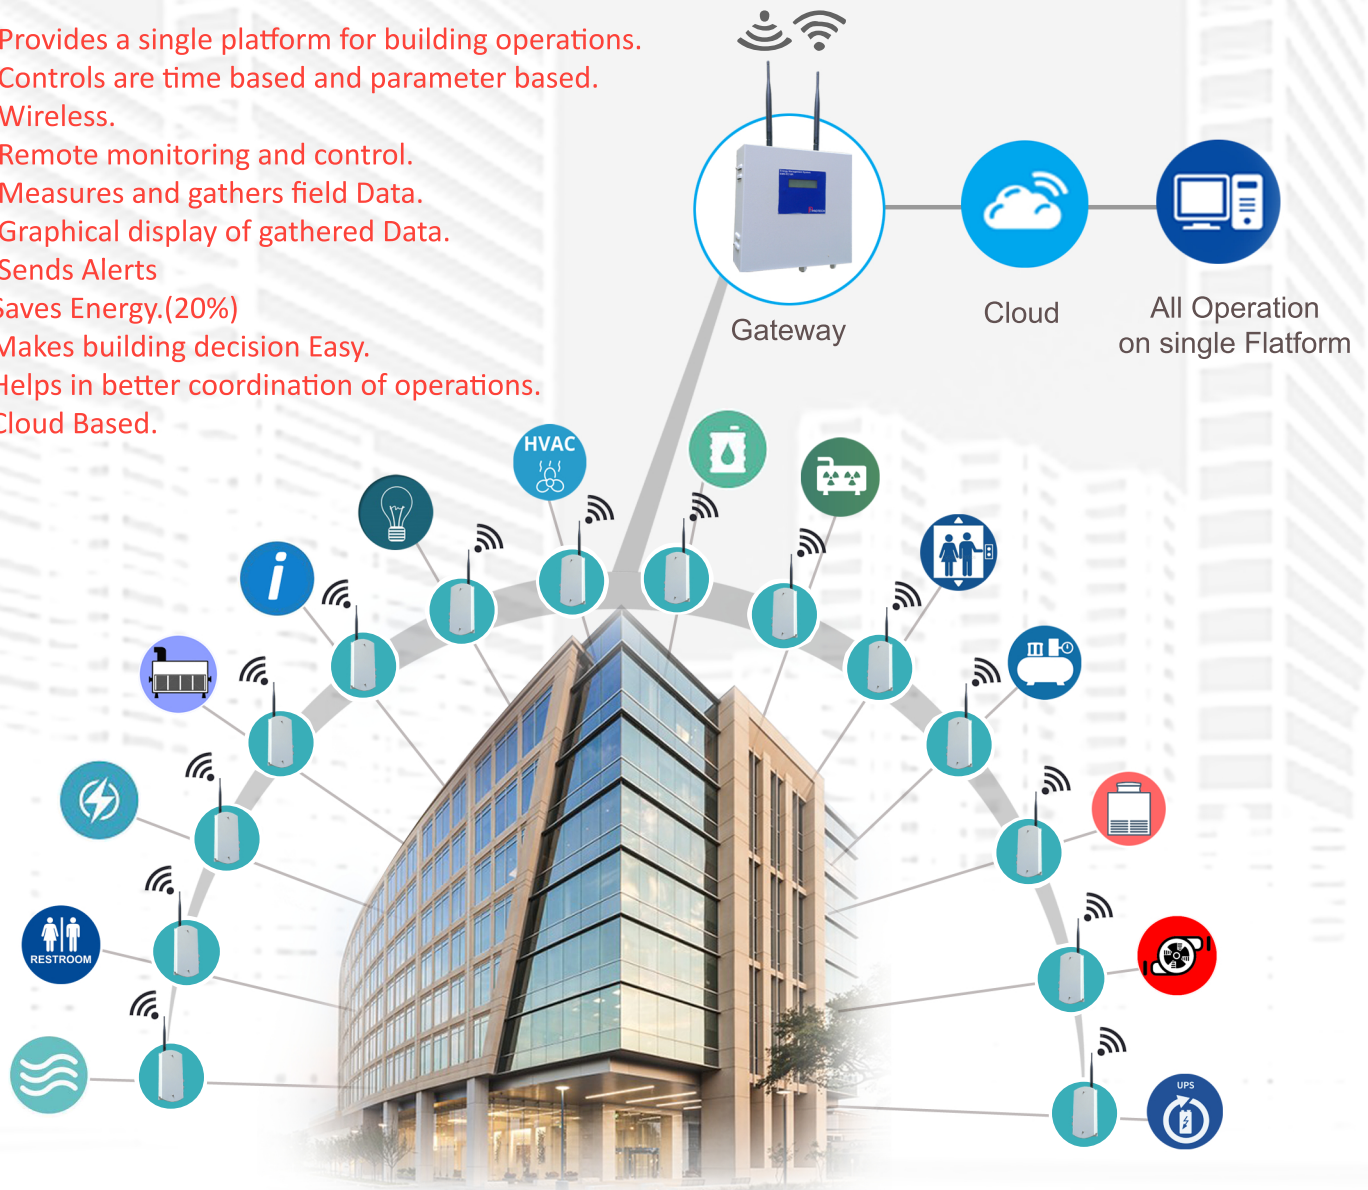 Provides a single platform for building operations.
Controls are time based and parameter based.
Wireless.
Remote monitoring and control.
Measures and gathers field Data.
Graphical display of gathered Data.
Sends Alerts
Saves Energy.(20%)
Makes building decision Easy.
Helps in better coordination of operations.
Cloud Based.
Gateway
Cloud
All Operation
on single Flatform
HVAC
i
RESTROOM
UPS